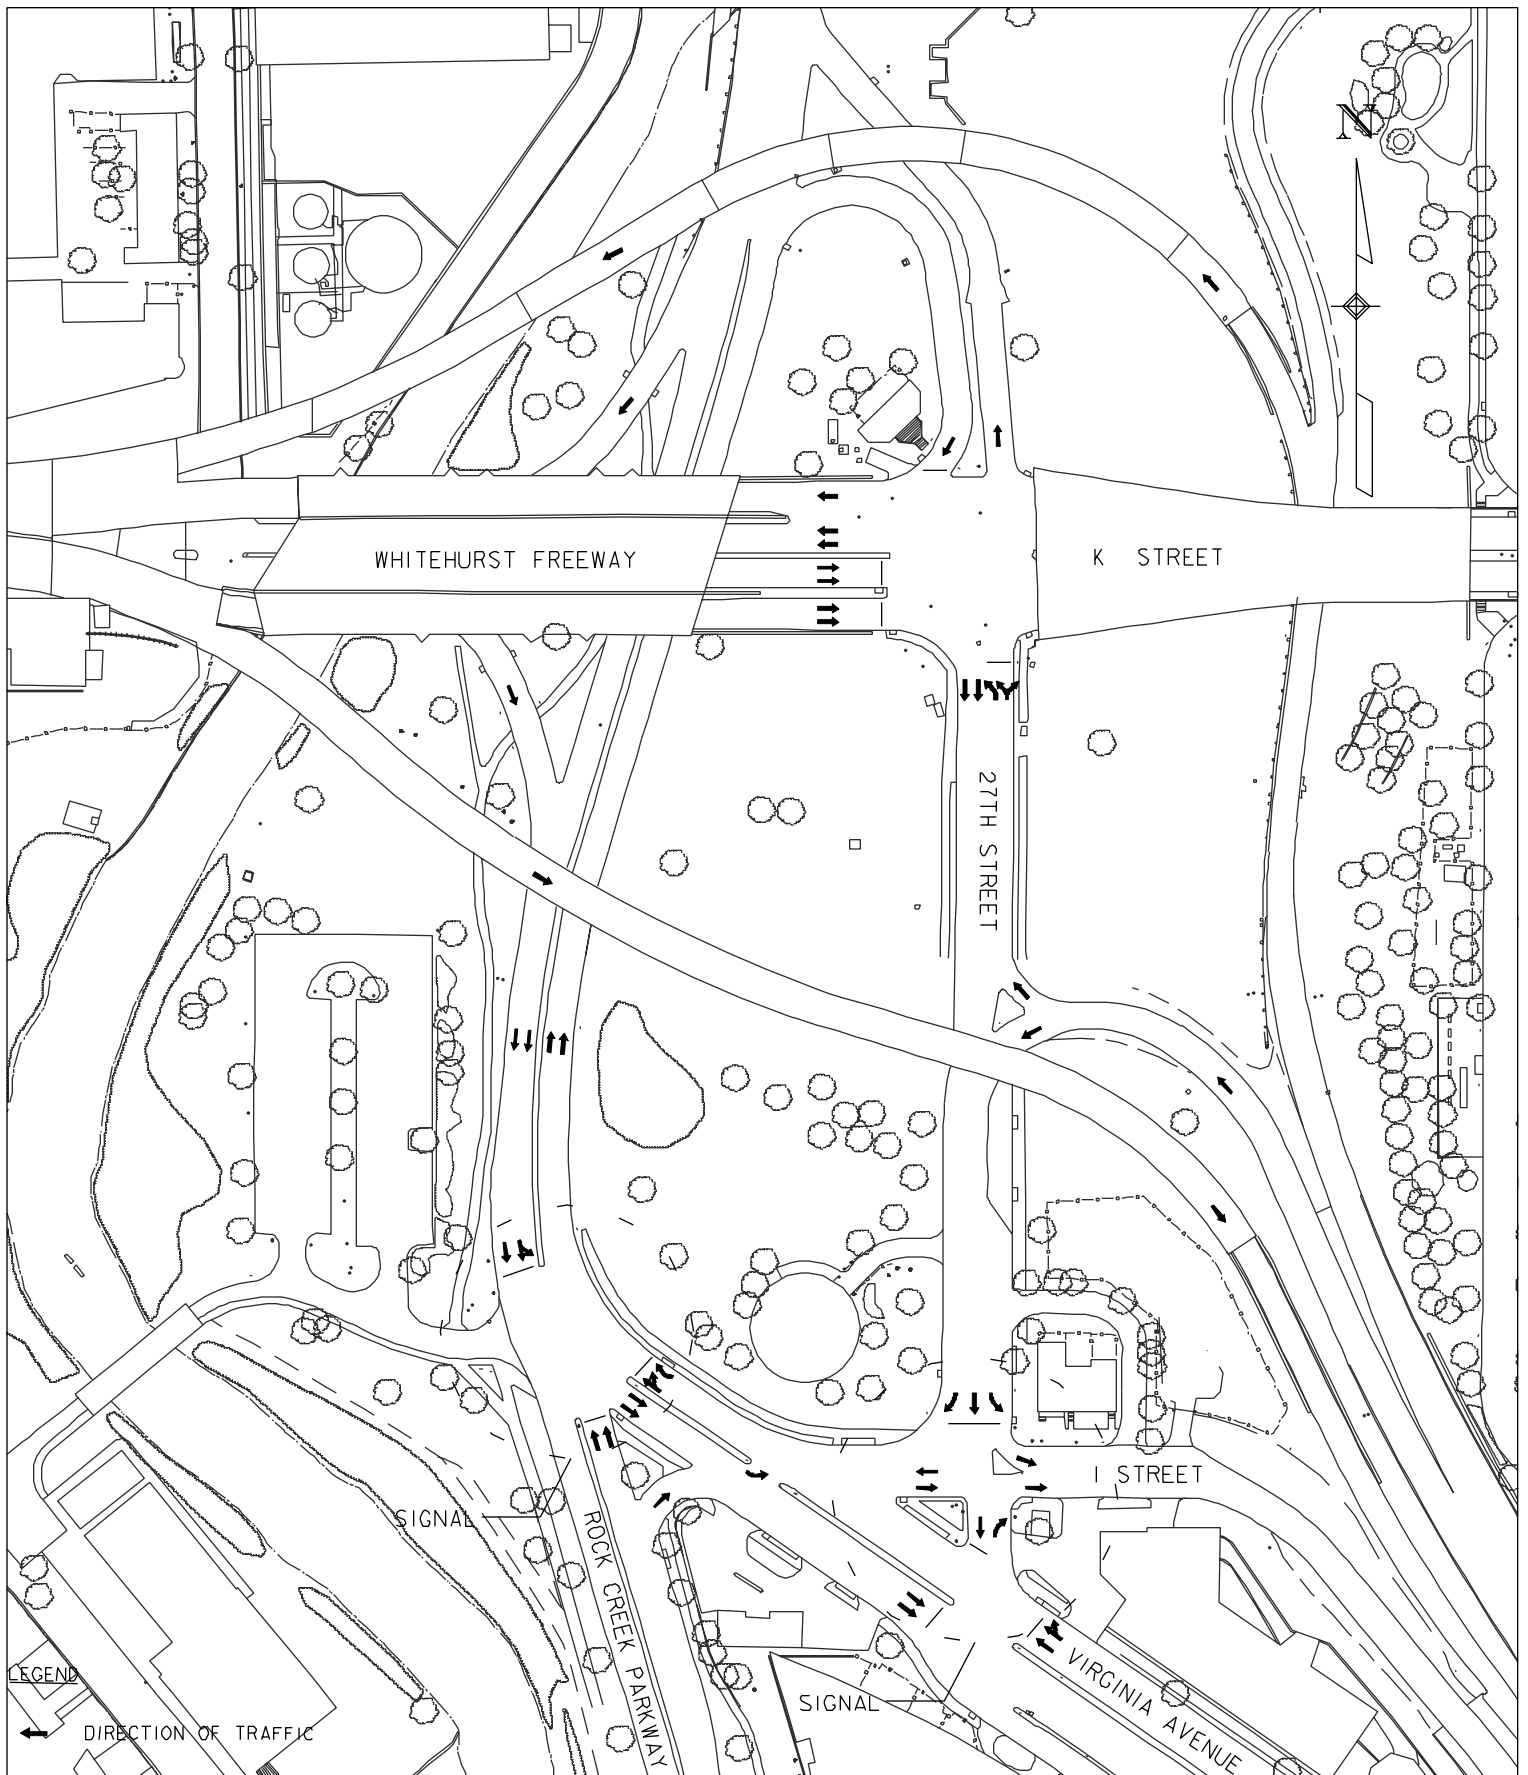 N
WHITEHURST FREEWAY
K STREET
27TH STREET
I STREET
SIGNAL
ROCK CREEK PARKWAY
SIGNAL
VIRGINIA AVENUE
LEGEND
DIRECTION OF TRAFFIC